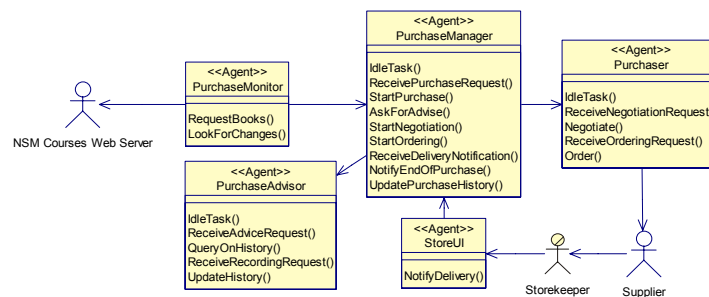 <<Agent>>
PurchaseManager
IdleTask()
ReceivePurchaseRequest()
StartPurchase()
AskForAdvise()
StartNegotiation()
StartOrdering()
ReceiveDeliveryNotification()
NotifyEndOfPurchase()
UpdatePurchaseHistory()
<<Agent>>
Purchaser
IdleTask()
ReceiveNegotiationRequest
Negotiate()
ReceiveOrderingRequest()
Order()
<<Agent>>
PurchaseMonitor
RequestBooks()
LookForChanges()
NSM Courses Web Server
<<Agent>>
PurchaseAdvisor
IdleTask()
ReceiveAdviceRequest()
QueryOnHistory()
ReceiveRecordingRequest()
UpdateHistory()
<<Agent>>
StoreUI
NotifyDelivery()
Storekeeper
Supplier